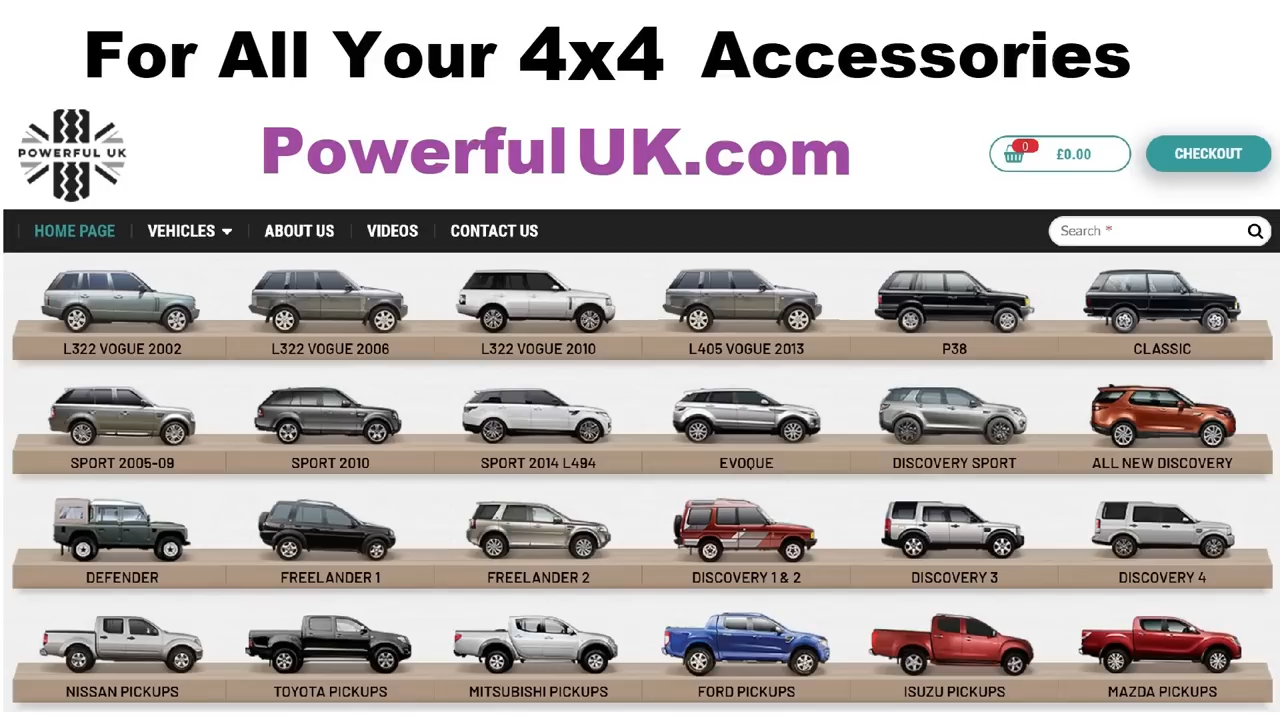 For All Your 4x4 Accessories
POWERFUL UK
PowerfulUK.com
0
£0.00
CHECKOUT
HOME PAGE VEHICLES ABOUT US VIDEOS CONTACT US
Search *
L322 VOGUE 2002 L322 VOGUE 2006 L322 VOGUE 2010 L405 VOGUE 2013 P38 CLASSIC
SPORT 2005-09 SPORT 2010 SPORT 2014 L494 EVOQUE DISCOVERY SPORT ALL NEW DISCOVERY
DEFENDER FREELANDER 1 FREELANDER 2 DISCOVERY 1 & 2 DISCOVERY 3 DISCOVERY 4
NISSAN PICKUPS TOYOTA PICKUPS MITSUBISHI PICKUPS FORD PICKUPS ISUZU PICKUPS MAZDA PICKUPS